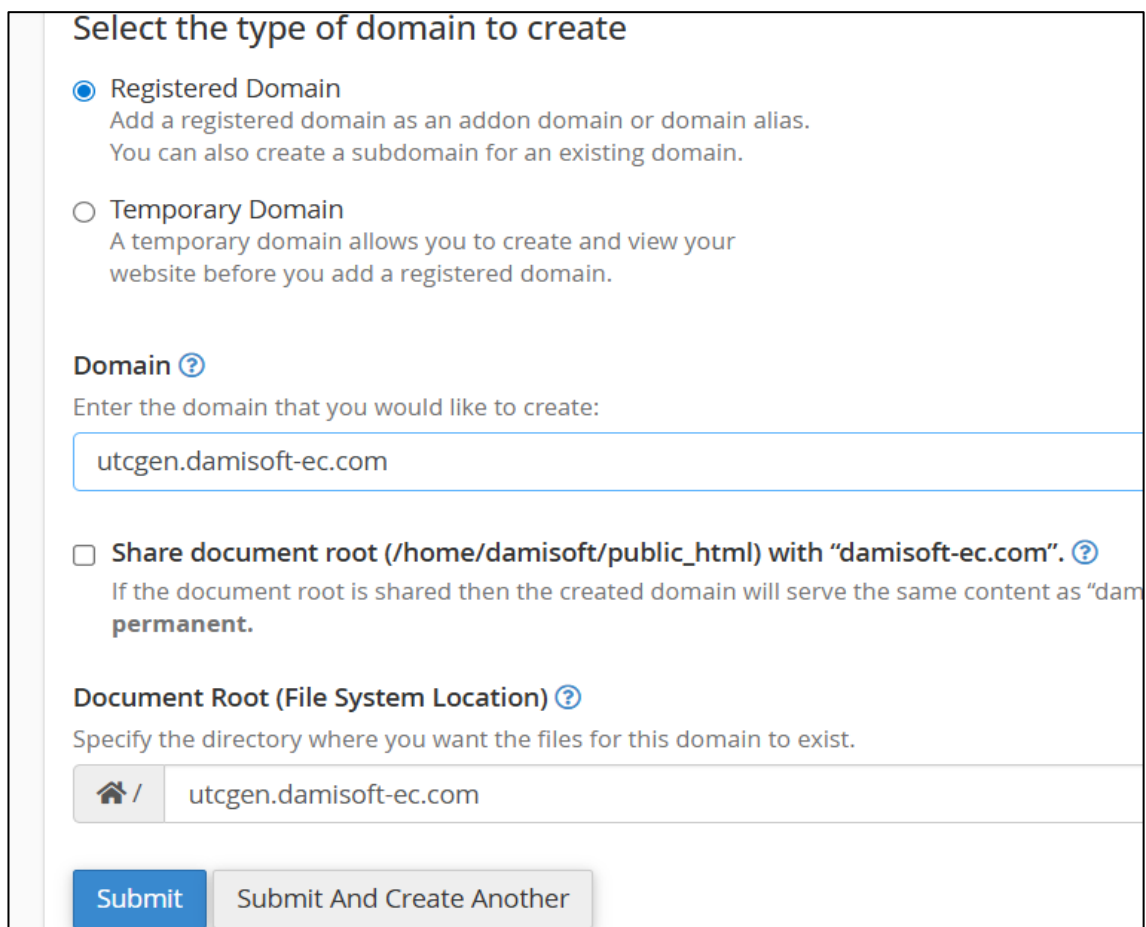 Select the type of domain to create
Registered Domain
Add a registered domain as an addon domain or domain alias.
You can also create a subdomain for an existing domain.
Temporary Domain
A temporary domain allows you to create and view your
website before you add a registered domain.
Domain
Enter the domain that you would like to create:
utcgen.damisoft-ec.com
Share document root (/home/damisoft/public_html) with “damisoft-ec.com”.
If the document root is shared then the created domain will serve the same content as “dam
permanent.
Document Root (File System Location)
Specify the directory where you want the files for this domain to exist.
/ utcgen.damisoft-ec.com
Submit Submit And Create Another